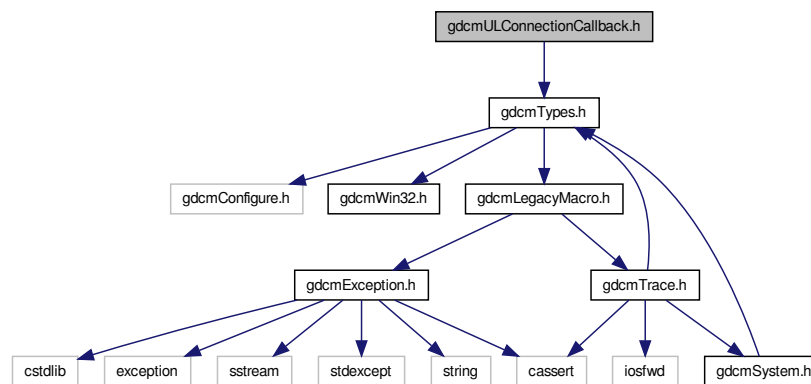 gdcmULConnectionCallback.h
gdcmTypes.h
gdcmConfigure.h
gdcmWin32.h
gdcmLegacyMacro.h
gdcmException.h
gdcmTrace.h
cstdlib
exception
sstream
stdexcept
string
cassert
iosfwd
gdcmSystem.h